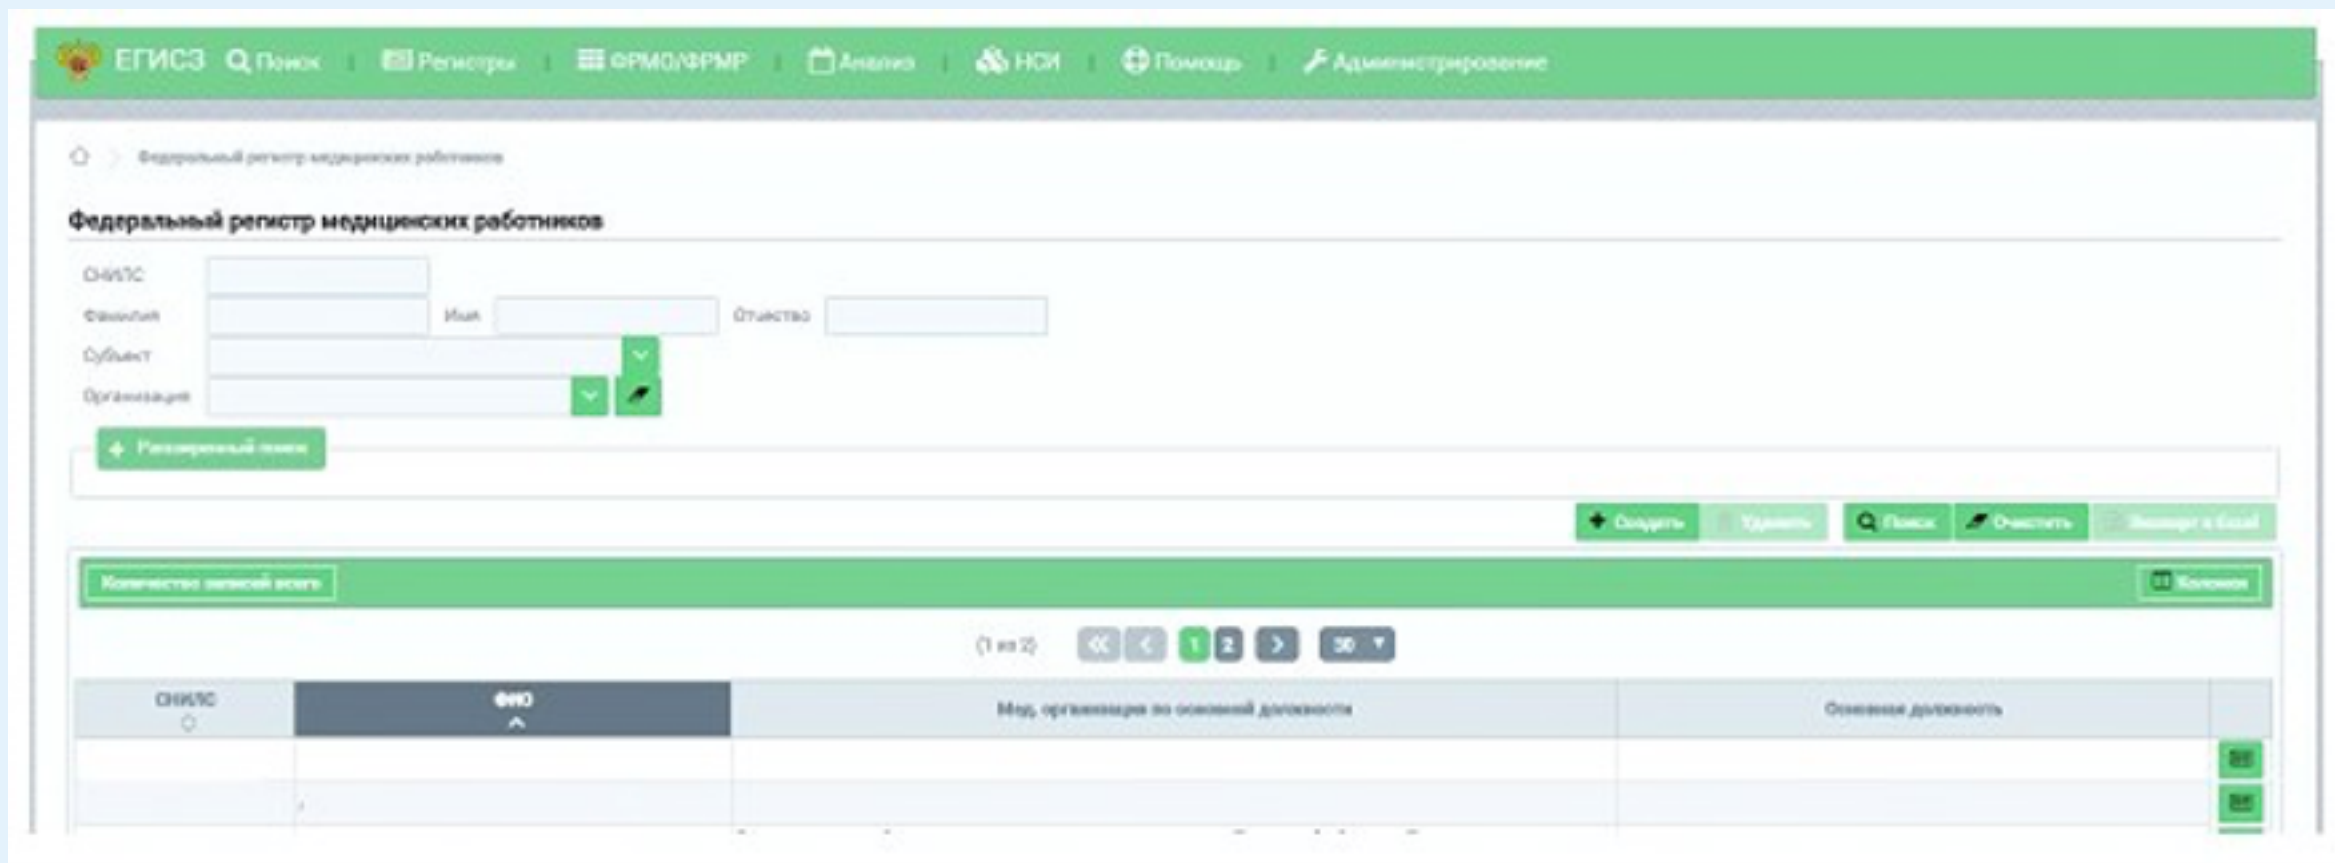 ЕГИСЗ Поиск Регистры ФРМО/ФРМР Анализ НСИ Помощь Администрирование
Федеральный регистр медицинских работников
Федеральный регистр медицинских работников
СНИЛС
Фамилия Имя Отчество
Субъект
Организация
Расширенный поиск
Создать Удалить Поиск Очистить Экспорт в Excel
Количество записей всего Колонки
(1 из 2) 1 2 30
СНИЛС ФИО Мед. организация по основной должности Основная должность